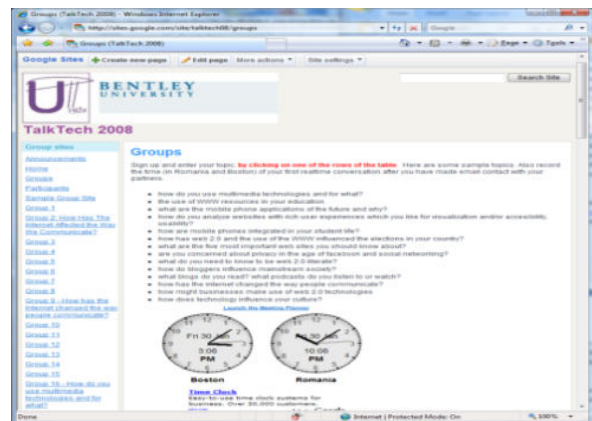 Groups (TalkTech 2008) - Windows Internet Explorer
http://sites.google.com/site/talktech08/groups
Google
Groups (TalkTech 2008)
Page
Tools
Google Sites Create new page Edit page More actions Site settings
Search Site
BENTLEY
UNIVERSITY
TalkTech 2008
Group sites
Announcements
Home
Groups
Participants
Sample Group Site
Group 1
Group 2: How Has The
Internet Affected the Way
We Communicate?
Group 3
Group 4
Group 5
Group 6
Group 7
Group 8
Group 9 - How has the
internet changed the way
people communicate?
Group 10
Group 11
Group 12
Group 13
Group 14
Group 15
Group 16 - How do you
use multimedia
technologies and for
what?
Groups
Sign up and enter your topic, by clicking on one of the rows of the table. Here are some sample topics. Also record
the time (in Romania and Boston) of your first realtime conversation after you have made email contact with your
partners.
how do you use multimedia technologies and for what?
the use of WWW resources in your education
what are the mobile phone applications of the future and why?
how do you analyze websites with rich user experiences which you like for visualization and/or accessibility,
usability?
how are mobile phones integrated in your student life?
how has web 2.0 and the use of the WWW influenced the elections in your country?
what are the five most important web sites you should know about?
are you concerned about privacy in the age of facebook and social networking?
what do you need to know to be web 2.0 literate?
how do bloggers influence mainstream society?
what blogs do you read? what podcasts do you listen to or watch?
how has the internet changed the way people communicate?
how might businesses make use of web 2.0 technologies
how does technology influence your culture?
Launch the Meeting Planner
Fri 30 Jan
3:06
PM
Boston
10:06
PM
Romania
Time Clock
Easy-to-use time clock systems for
business. Over 30,000 customers.
Done
Internet | Protected Mode: On
100%